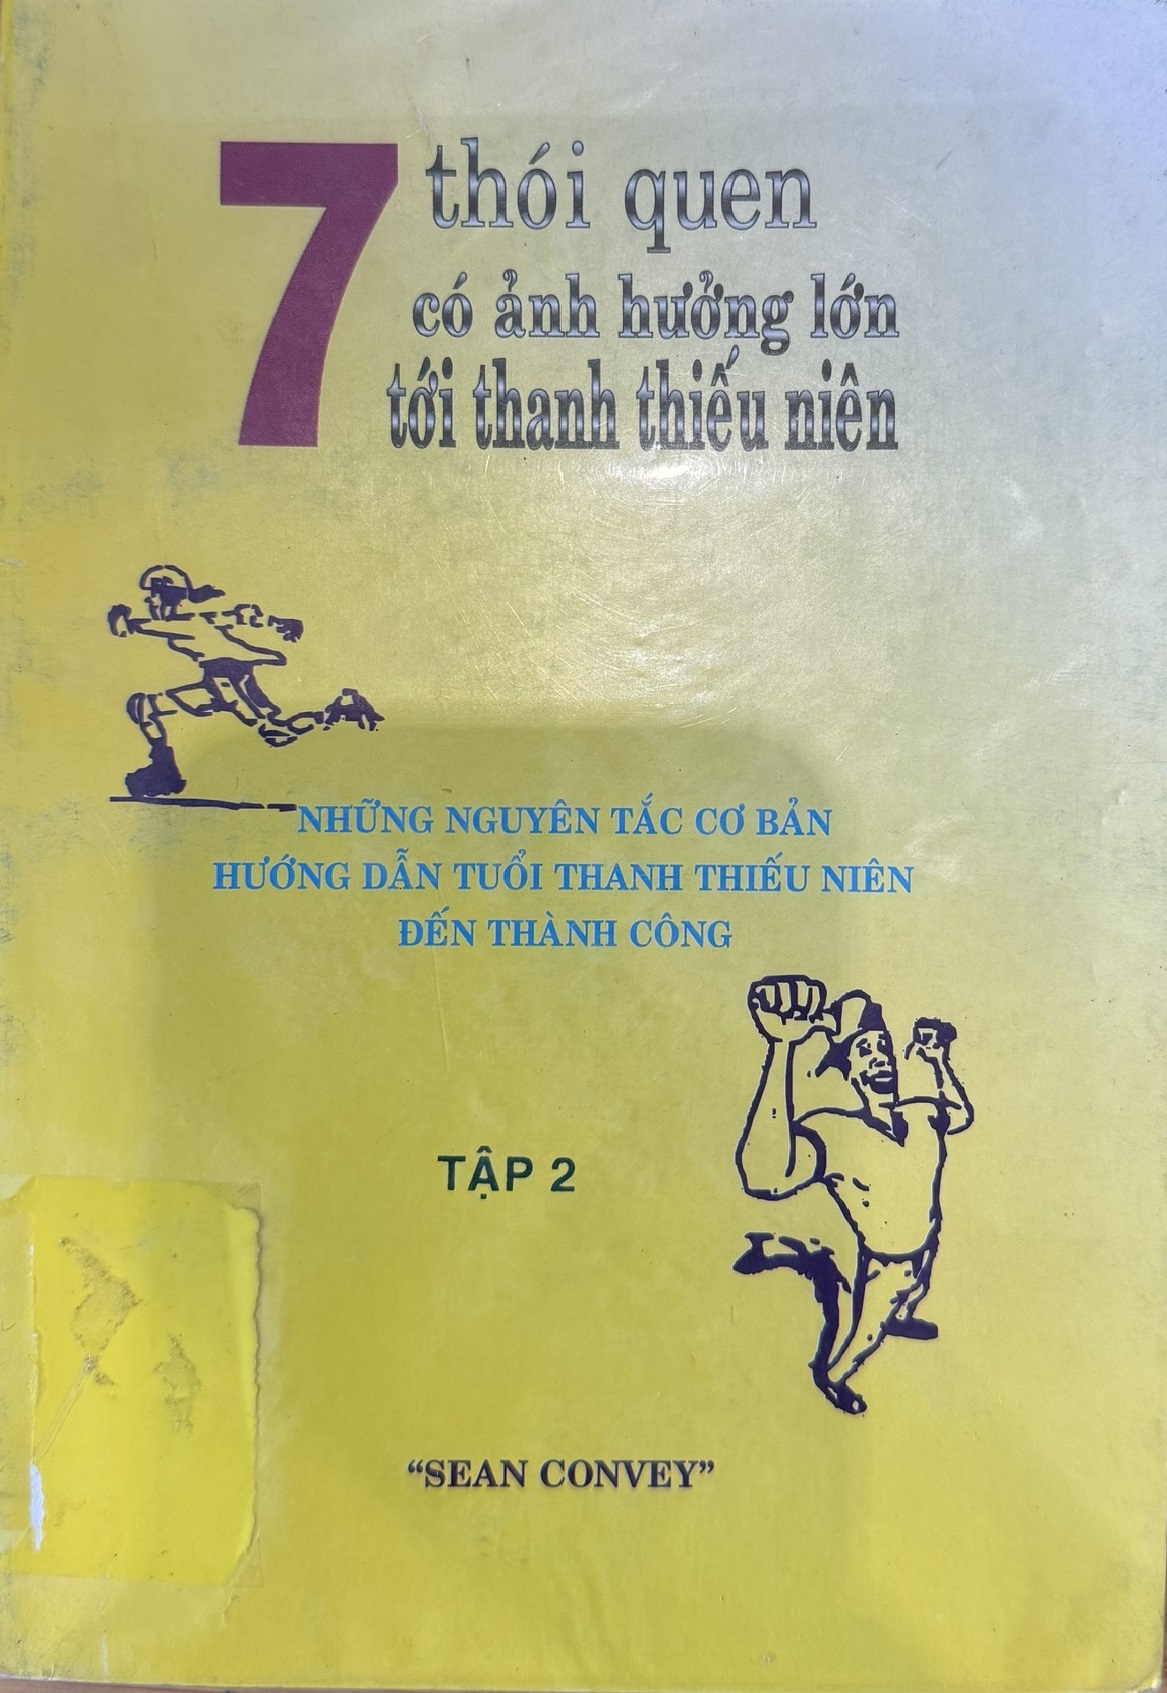 7 thói quen
có ảnh hưởng lớn
tới thanh thiếu niên
NHỮNG NGUYÊN TẮC CƠ BẢN
HƯỚNG DẪN TUỔI THANH THIẾU NIÊN
ĐẾN THÀNH CÔNG
TẬP 2
“SEAN CONVEY”